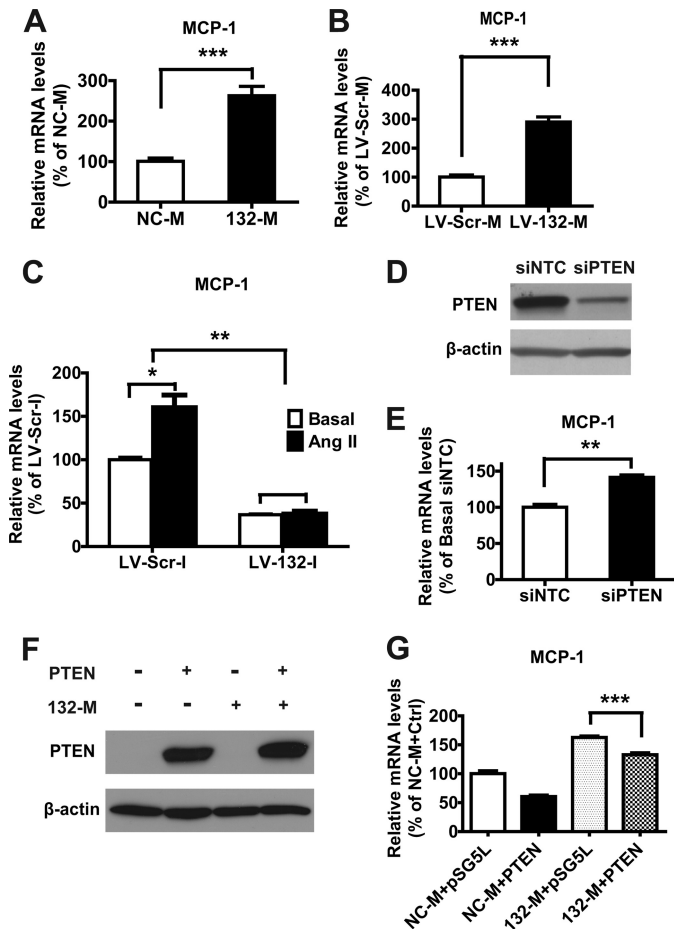 A
MCP-1
***
Relative mRNA levels
(% of NC-M)
300
200
100
0
NC-M
132-M
B
MCP-1
***
Relative mRNA levels
(% of LV-Scr-M)
400
300
200
100
0
LV-Scr-M
LV-132-M
C
MCP-1
**
*
Relative mRNA levels
(% of LV-Scr-I)
200
150
100
50
0
Basal
Ang II
LV-Scr-I
LV-132-I
D
siNTC siPTEN
PTEN
β-actin
E
MCP-1
**
Relative mRNA levels
(% of Basal siNTC)
150
100
50
0
siNTC
siPTEN
F
PTEN - + - +
132-M - - + +
PTEN
β-actin
G
MCP-1
***
Relative mRNA levels
(% of NC-M+Ctrl)
200
150
100
50
0
NC-M+pSG5L
NC-M+PTEN
132-M+pSG5L
132-M+PTEN